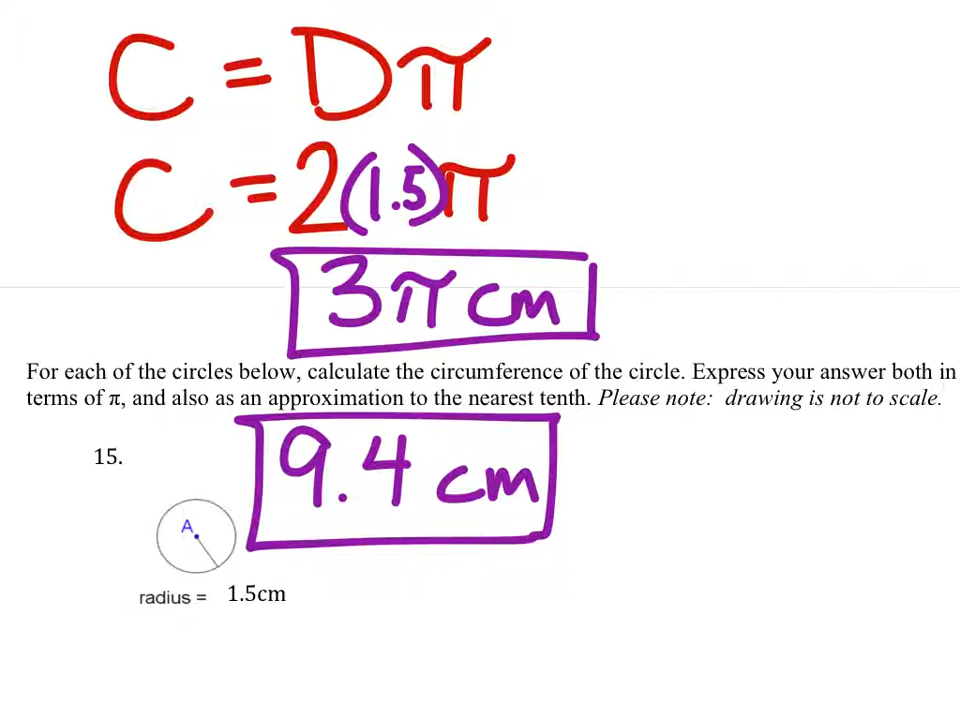 C = Dπ
C = 2(1.5)π
3π cm
For each of the circles below, calculate the circumference of the circle. Express your answer both in
terms of π, and also as an approximation to the nearest tenth. Please note: drawing is not to scale.
9.4 cm
15.
A
radius = 1.5cm